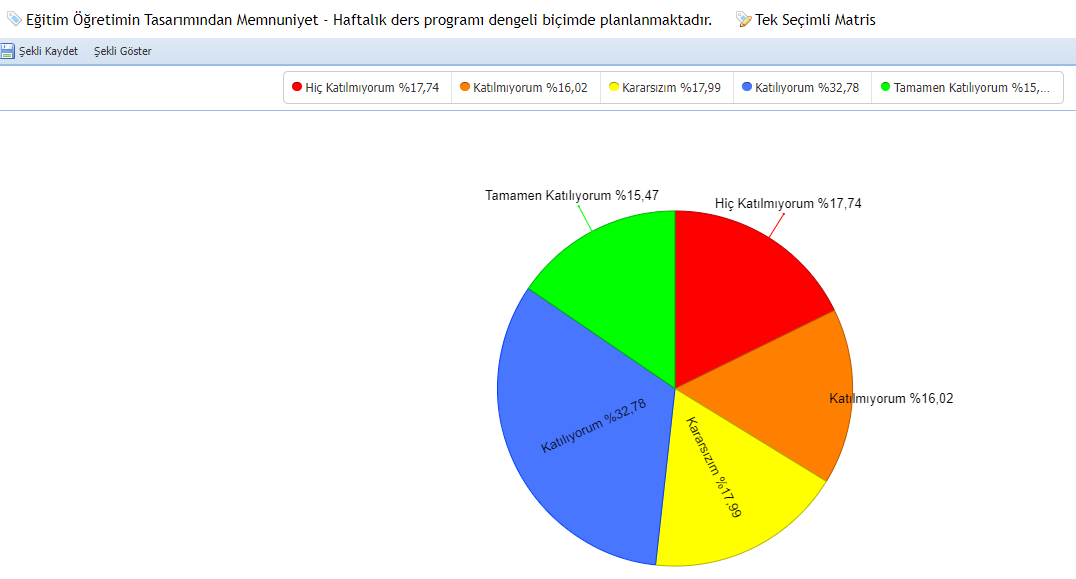 Eğitim Öğretimin Tasarımından Memnuniyet - Haftalık ders programı dengeli biçimde planlanmaktadır. Tek Seçimli Matris
Şekli Kaydet Şekli Göster
Hiç Katılmıyorum %17,74 Katılmıyorum %16,02 Kararsızım %17,99 Katılıyorum %32,78 Tamamen Katılıyorum %15,...
Tamamen Katılıyorum %15,47
Hiç Katılmıyorum %17,74
Katılmıyorum %16,02
Katılıyorum %32,78
Kararsızım %17,99